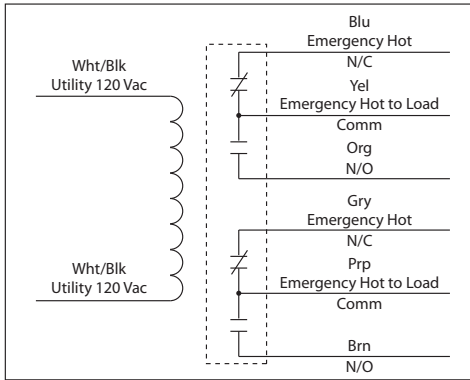 Wht/Blk
Utility 120 Vac
Wht/Blk
Utility 120 Vac
Blu
Emergency Hot
N/C
Yel
Emergency Hot to Load
Comm
Org
N/O
Gry
Emergency Hot
N/C
Prp
Emergency Hot to Load
Comm
Brn
N/O